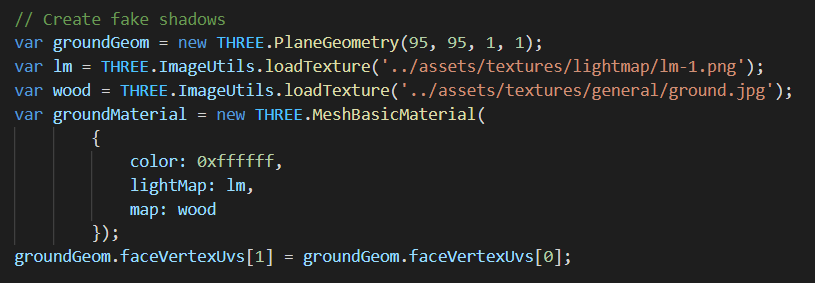 // Create fake shadows
var groundGeom = new THREE.PlaneGeometry(95, 95, 1, 1);
var lm = THREE.ImageUtils.loadTexture('../assets/textures/lightmap/lm-1.png');
var wood = THREE.ImageUtils.loadTexture('../assets/textures/general/ground.jpg');
var groundMaterial = new THREE.MeshBasicMaterial(
{
color: 0xffffff,
lightMap: lm,
map: wood
});
groundGeom.faceVertexUvs[1] = groundGeom.faceVertexUvs[0];